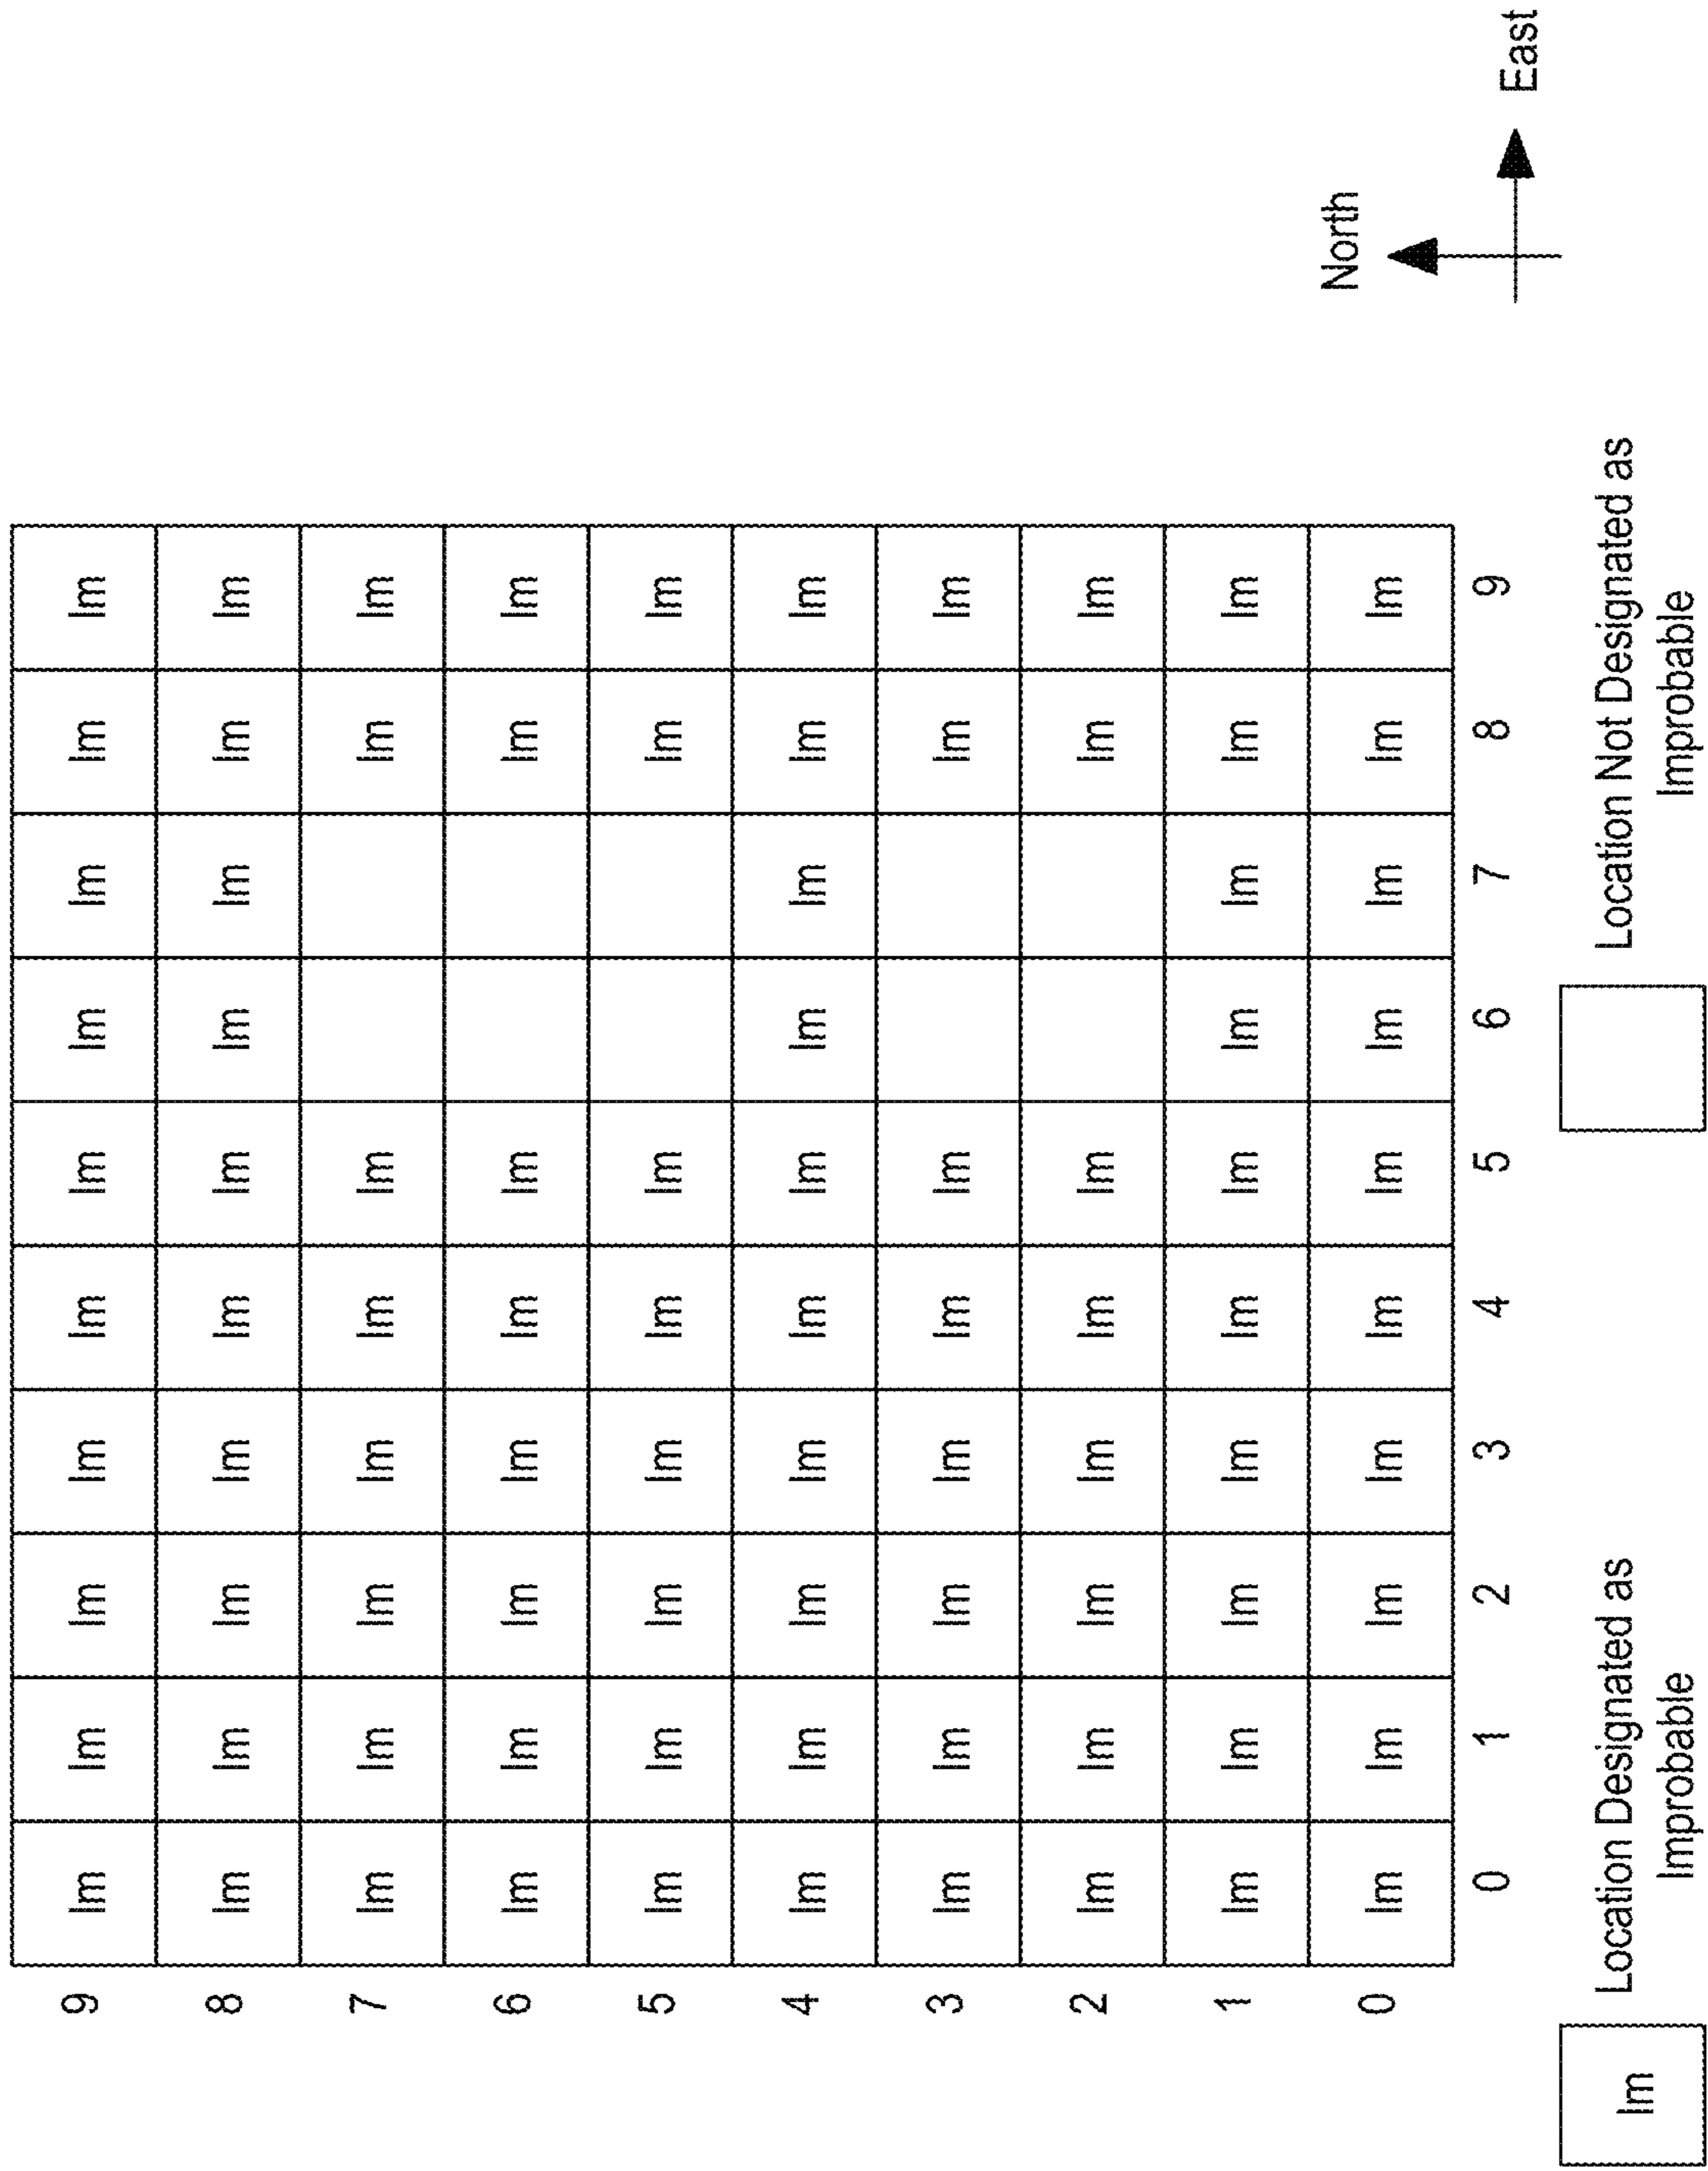 9 Im Im Im Im Im Im Im Im Im Im
8 Im Im Im Im Im Im Im Im Im Im
7 Im Im Im Im Im Im Im Im
6 Im Im Im Im Im Im Im Im
5 Im Im Im Im Im Im Im Im
4 Im Im Im Im Im Im Im Im Im Im
3 Im Im Im Im Im Im Im Im
2 Im Im Im Im Im Im Im Im
1 Im Im Im Im Im Im Im Im Im Im
0 Im Im Im Im Im Im Im Im Im Im
0 1 2 3 4 5 6 7 8 9
North
East
Im
Location Designated as
Improbable
Location Not Designated as
Improbable